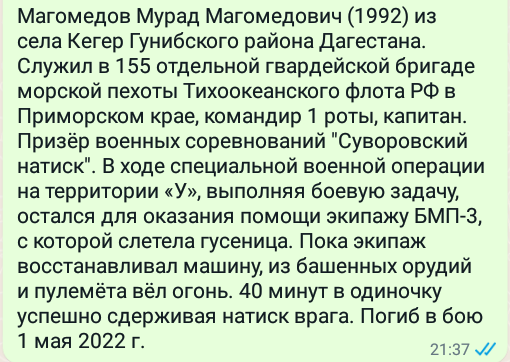 Магомедов Мурад Магомедович (1992) из
села Кегер Гунибского района Дагестана.
Служил в 155 отдельной гвардейской бригаде
морской пехоты Тихоокеанского флота РФ в
Приморском крае, командир 1 роты, капитан.
Призёр военных соревнований "Суворовский
натиск". В ходе специальной военной операции
на территории «У», выполняя боевую задачу,
остался для оказания помощи экипажу БМП-3,
с которой слетела гусеница. Пока экипаж
восстанавливал машину, из башенных орудий
и пулемёта вёл огонь. 40 минут в одиночку
успешно сдерживая натиск врага. Погиб в бою
1 мая 2022 г.
21:37